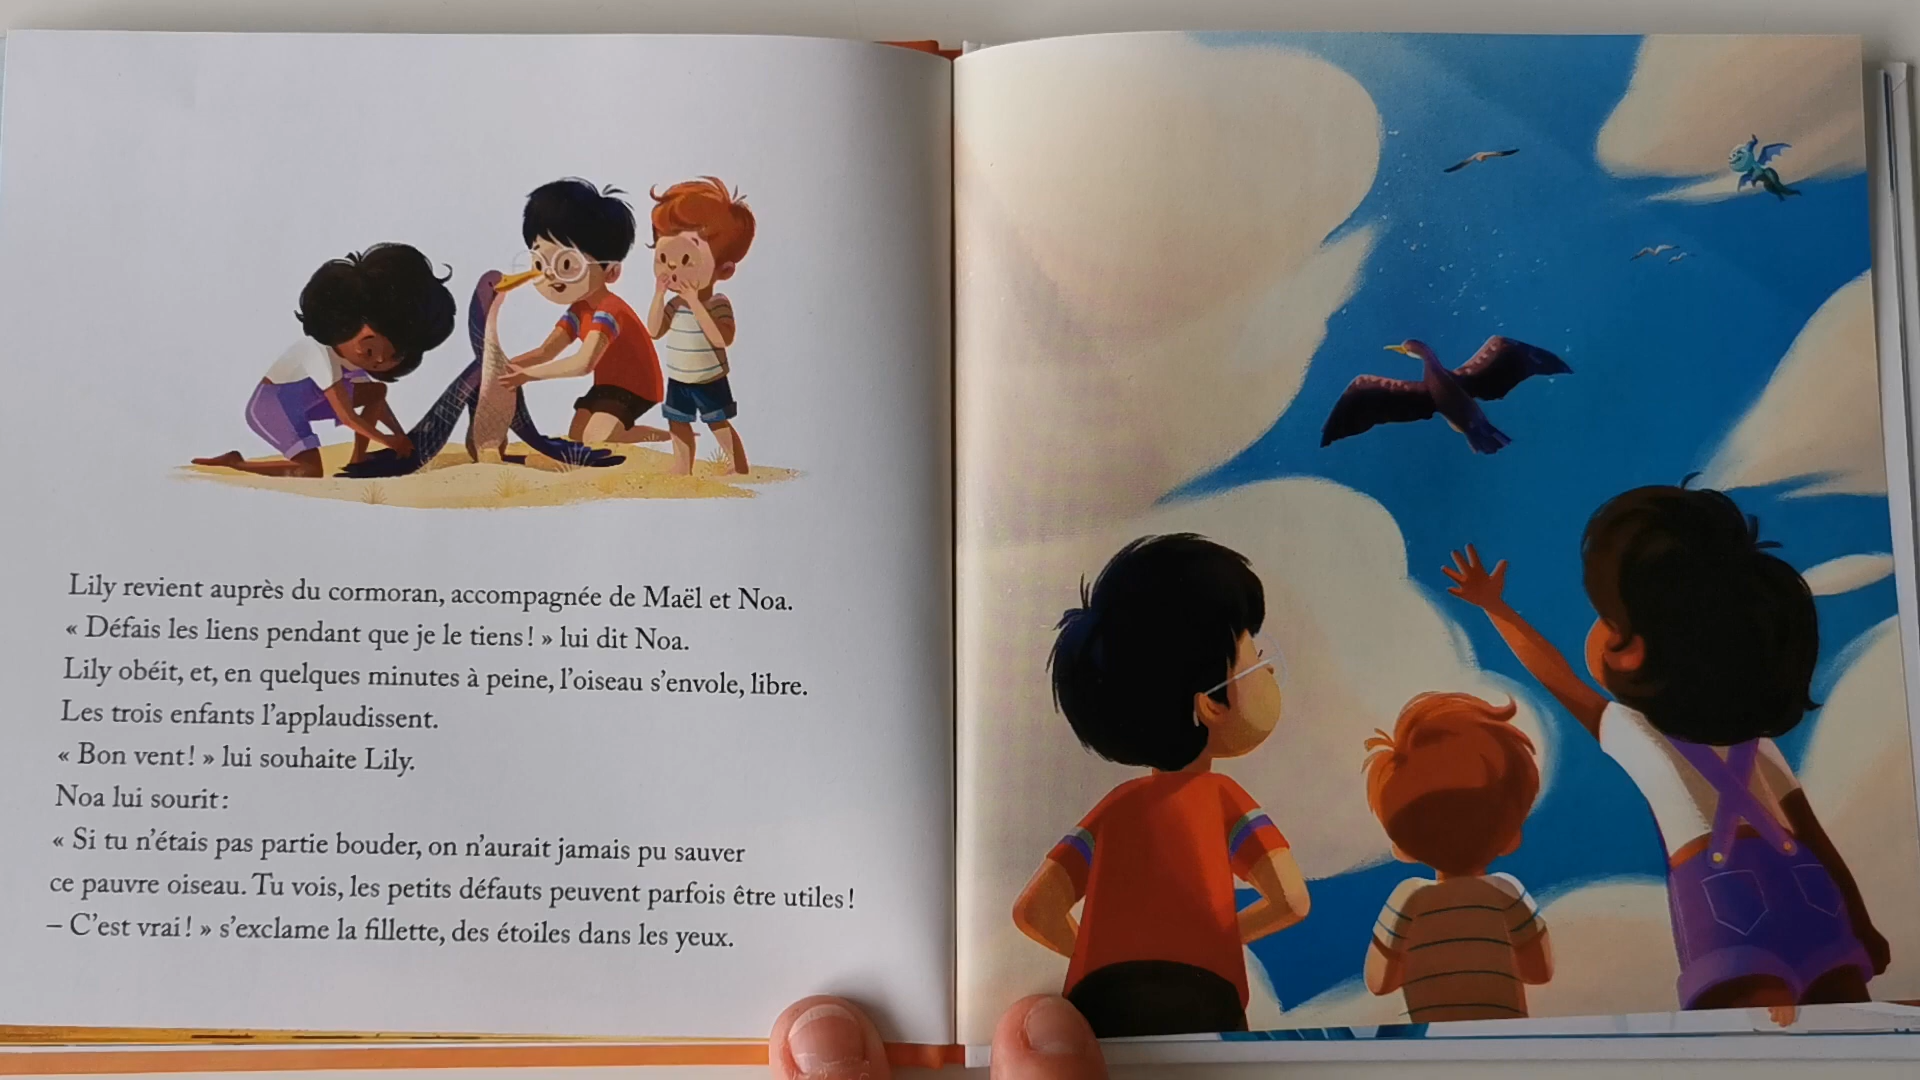 Lily revient auprès du cormoran, accompagnée de Maël et Noa.
« Défais les liens pendant que je le tiens ! » lui dit Noa.
Lily obéit, et, en quelques minutes à peine, l'oiseau s'envole, libre.
Les trois enfants l'applaudissent.
« Bon vent ! » lui souhaite Lily.
Noa lui sourit :
« Si tu n'étais pas partie bouder, on n'aurait jamais pu sauver
ce pauvre oiseau. Tu vois, les petits défauts peuvent parfois être utiles !
– C'est vrai ! » s'exclame la fillette, des étoiles dans les yeux.